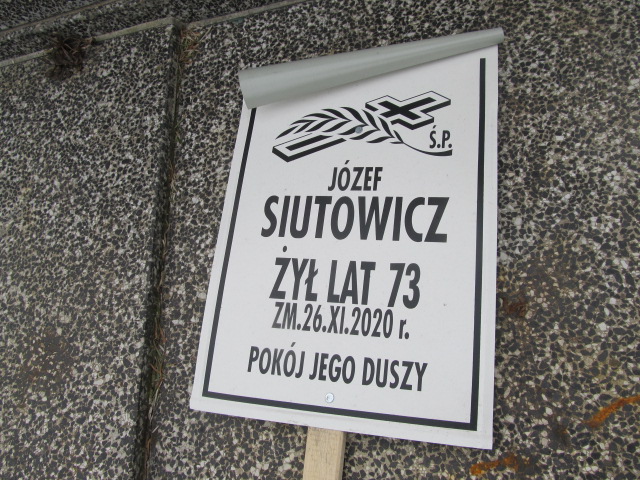 Ś.P.
JÓZEF
SIUTOWICZ
ŻYŁ LAT 73
ZM.26.XI.2020 r.
POKÓJ JEGO DUSZY